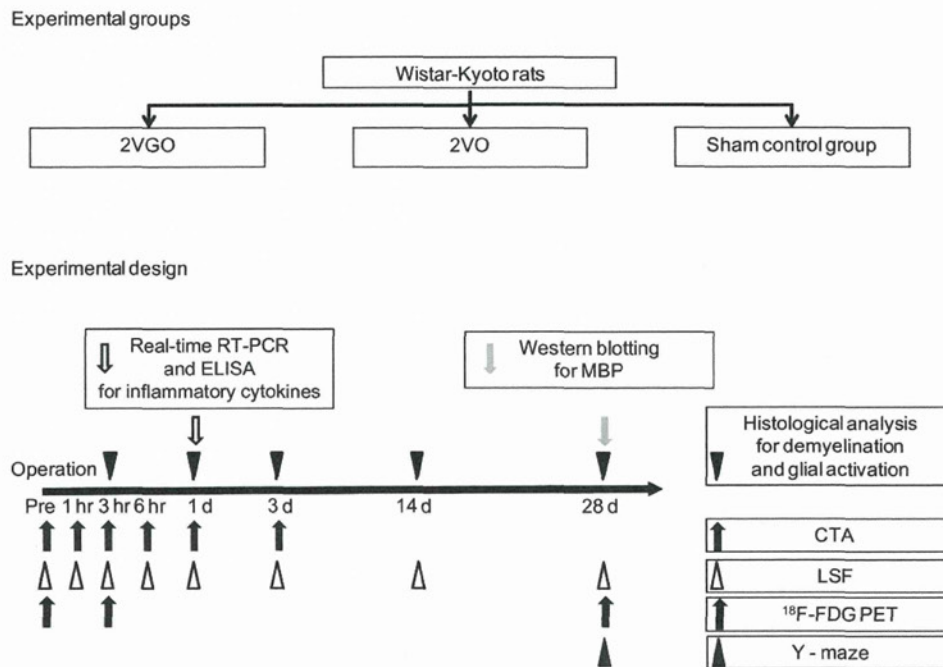 Experimental groups
Wistar-Kyoto rats
2VGO
2VO
Sham control group
Experimental design
Real-time RT-PCR
and ELISA
for inflammatory cytokines
Western blotting
for MBP
Histological analysis
for demyelination
and glial activation
Operation
Pre 1 hr 3 hr 6 hr 1 d 3 d 14 d 28 d
CTA
LSF
18F-FDG PET
Y - maze